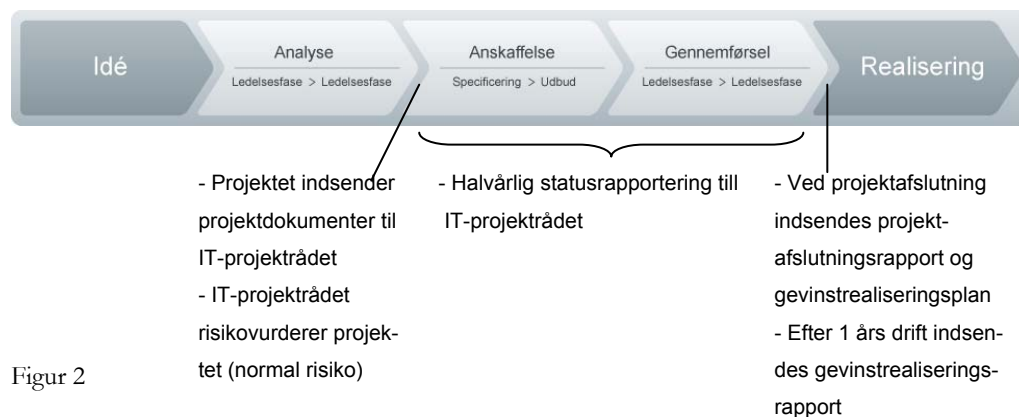 Idé
Analyse
Ledelsesfase > Ledelsesfase
Anskaffelse
Specificering > Udbud
Gennemførsel
Ledelsesfase > Ledelsesfase
Realisering
- Projektet indsender
projektdokumenter til
IT-projektrådet
- IT-projektrådet
risikovurderer projek-
tet (normal risiko)
- Halvårlig statusrapportering till
IT-projektrådet
- Ved projektafslutning
indsendes projekt-
afslutningsrapport og
gevinstrealiseringsplan
- Efter 1 års drift indsen-
des gevinstrealiserings-
rapport
Figur 2